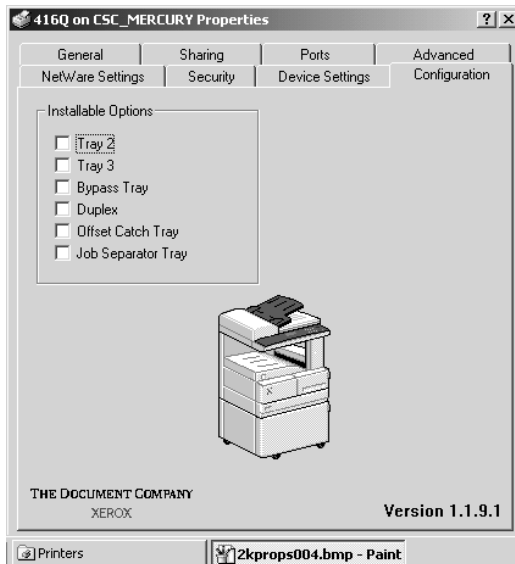 416Q on CSC_MERCURY Properties ? X
General Sharing Ports Advanced
NetWare Settings Security Device Settings Configuration
Installable Options
Tray 2
Tray 3
Bypass Tray
Duplex
Offset Catch Tray
Job Separator Tray
X
THE DOCUMENT COMPANY
XEROX
Version 1.1.9.1
Printers 2kprops004.bmp - Paint